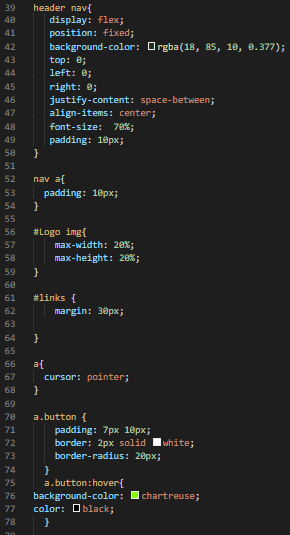 39 header nav{
40 display: flex;
41 position: fixed;
42 background-color: rgba(18, 85, 10, 0.377);
43 top: 0;
44 left: 0;
45 right: 0;
46 justify-content: space-between;
47 align-items: center;
48 font-size:  70%;
49 padding: 10px;
50 }
51
52 nav a{
53 padding: 10px;
54 }
55
56 #Logo img{
57 max-width: 20%;
58 max-height: 20%;
59 }
60
61 #links {
62 margin: 30px;
63
64 }
65
66 a{
67 cursor: pointer;
68 }
69
70 a.button {
71 padding: 7px 10px;
72 border: 2px solid white;
73 border-radius: 20px;
74 }
75 a.button:hover{
76 background-color: chartreuse;
77 color: black;
78 }